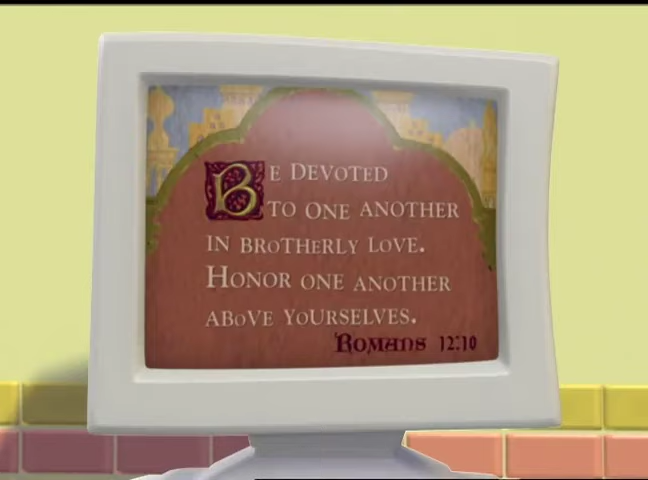 BE DEVOTED
TO ONE ANOTHER
IN BROTHERLY LOVE.
HONOR ONE ANOTHER
ABOVE YOURSELVES.
ROMANS 12:10